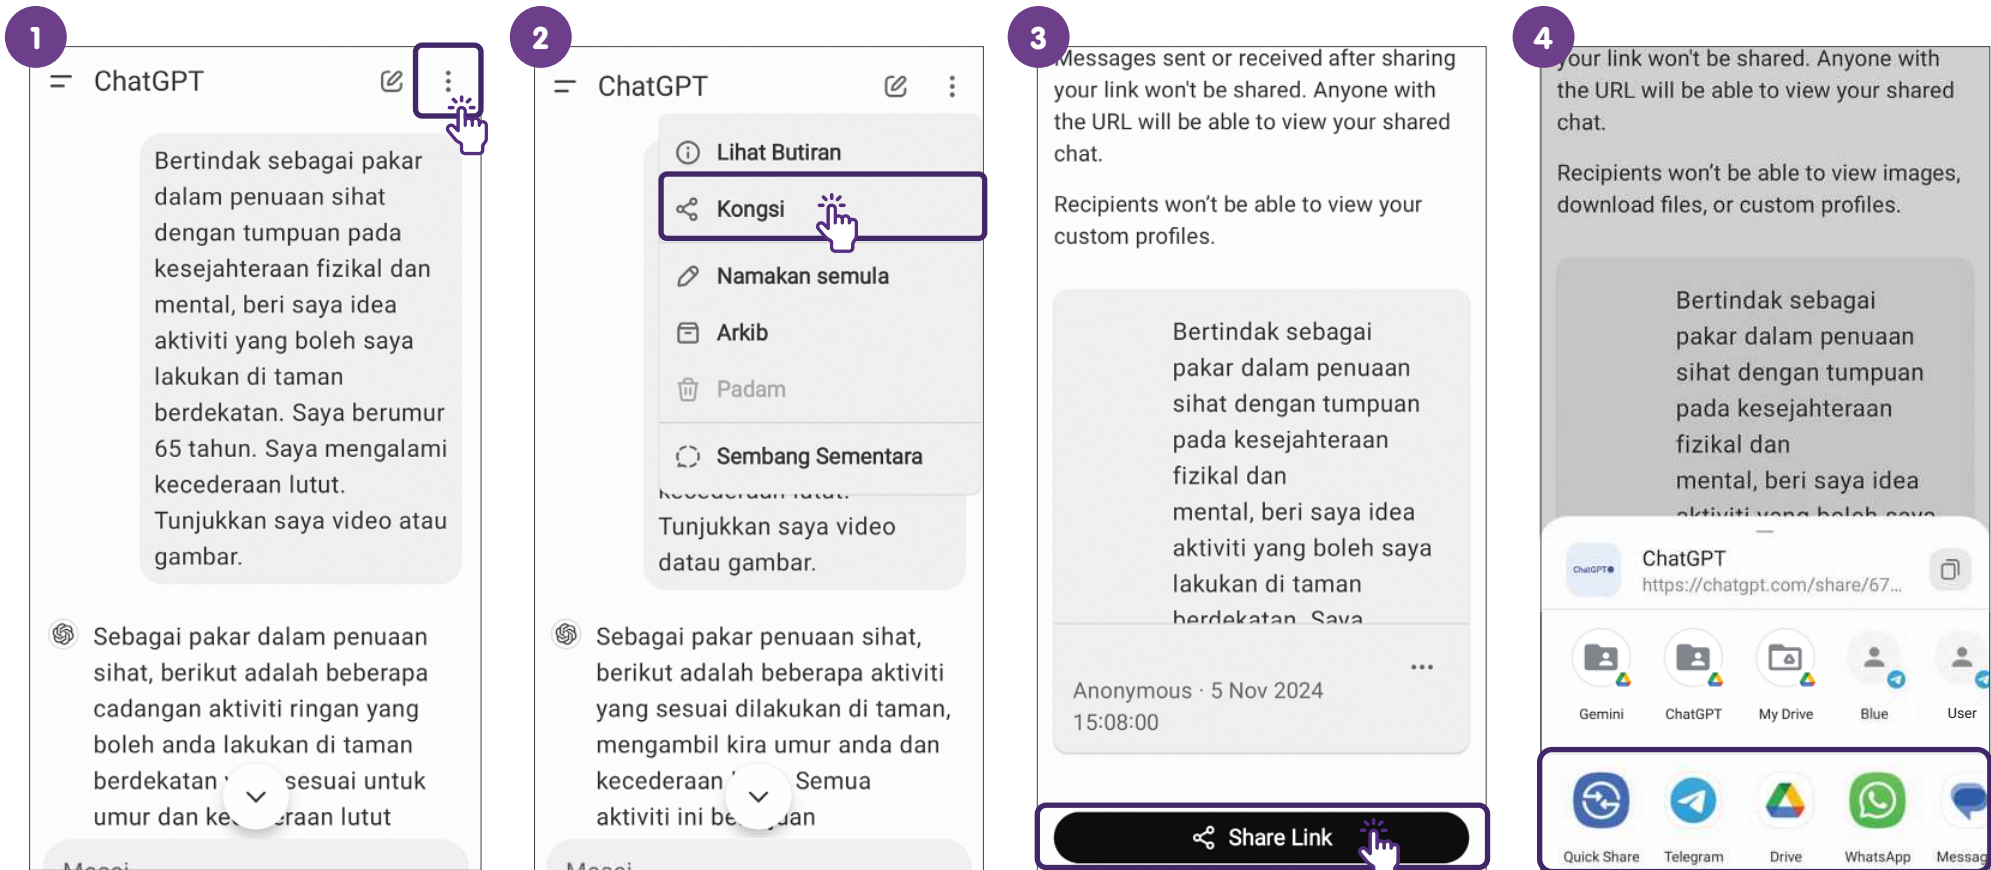 1
ChatGPT
Bertindak sebagai pakar
dalam penuaan sihat
dengan tumpuan pada
kesejahteraan fizikal dan
mental, beri saya idea
aktiviti yang boleh saya
lakukan di taman
berdekatan. Saya berumur
65 tahun. Saya mengalami
kecederaan lutut.
Tunjukkan saya video atau
gambar.
Sebagai pakar dalam penuaan
sihat, berikut adalah beberapa
cadangan aktiviti ringan yang
boleh anda lakukan di taman
berdekatan sesuai untuk
umur dan lutut
2
ChatGPT
Lihat Butiran
Kongsi
Namakan semula
Arkib
Padam
Sembang Sementara
kecederaan lutut.
Tunjukkan saya video
datau gambar.
Sebagai pakar penuaan sihat,
berikut adalah beberapa aktiviti
yang sesuai dilakukan di taman,
mengambil kira umur anda dan
kecederaan Semua
aktiviti ini
3
Messages sent or received after sharing
your link won't be shared. Anyone with
the URL will be able to view your shared
chat.
Recipients won't be able to view your
custom profiles.
Bertindak sebagai
pakar dalam penuaan
sihat dengan tumpuan
pada kesejahteraan
fizikal dan
mental, beri saya idea
aktiviti yang boleh saya
lakukan di taman
berdekatan. Saya
Anonymous · 5 Nov 2024
15:08:00
Share Link
4
your link won't be shared. Anyone with
the URL will be able to view your shared
chat.
Recipients won't be able to view images,
download files, or custom profiles.
Bertindak sebagai
pakar dalam penuaan
sihat dengan tumpuan
pada kesejahteraan
fizikal dan
mental, beri saya idea
aktiviti yang boleh saya
ChatGPT
ChatGPT
https://chatgpt.com/share/67...
Gemini ChatGPT My Drive Blue User
Quick Share Telegram Drive WhatsApp Messag